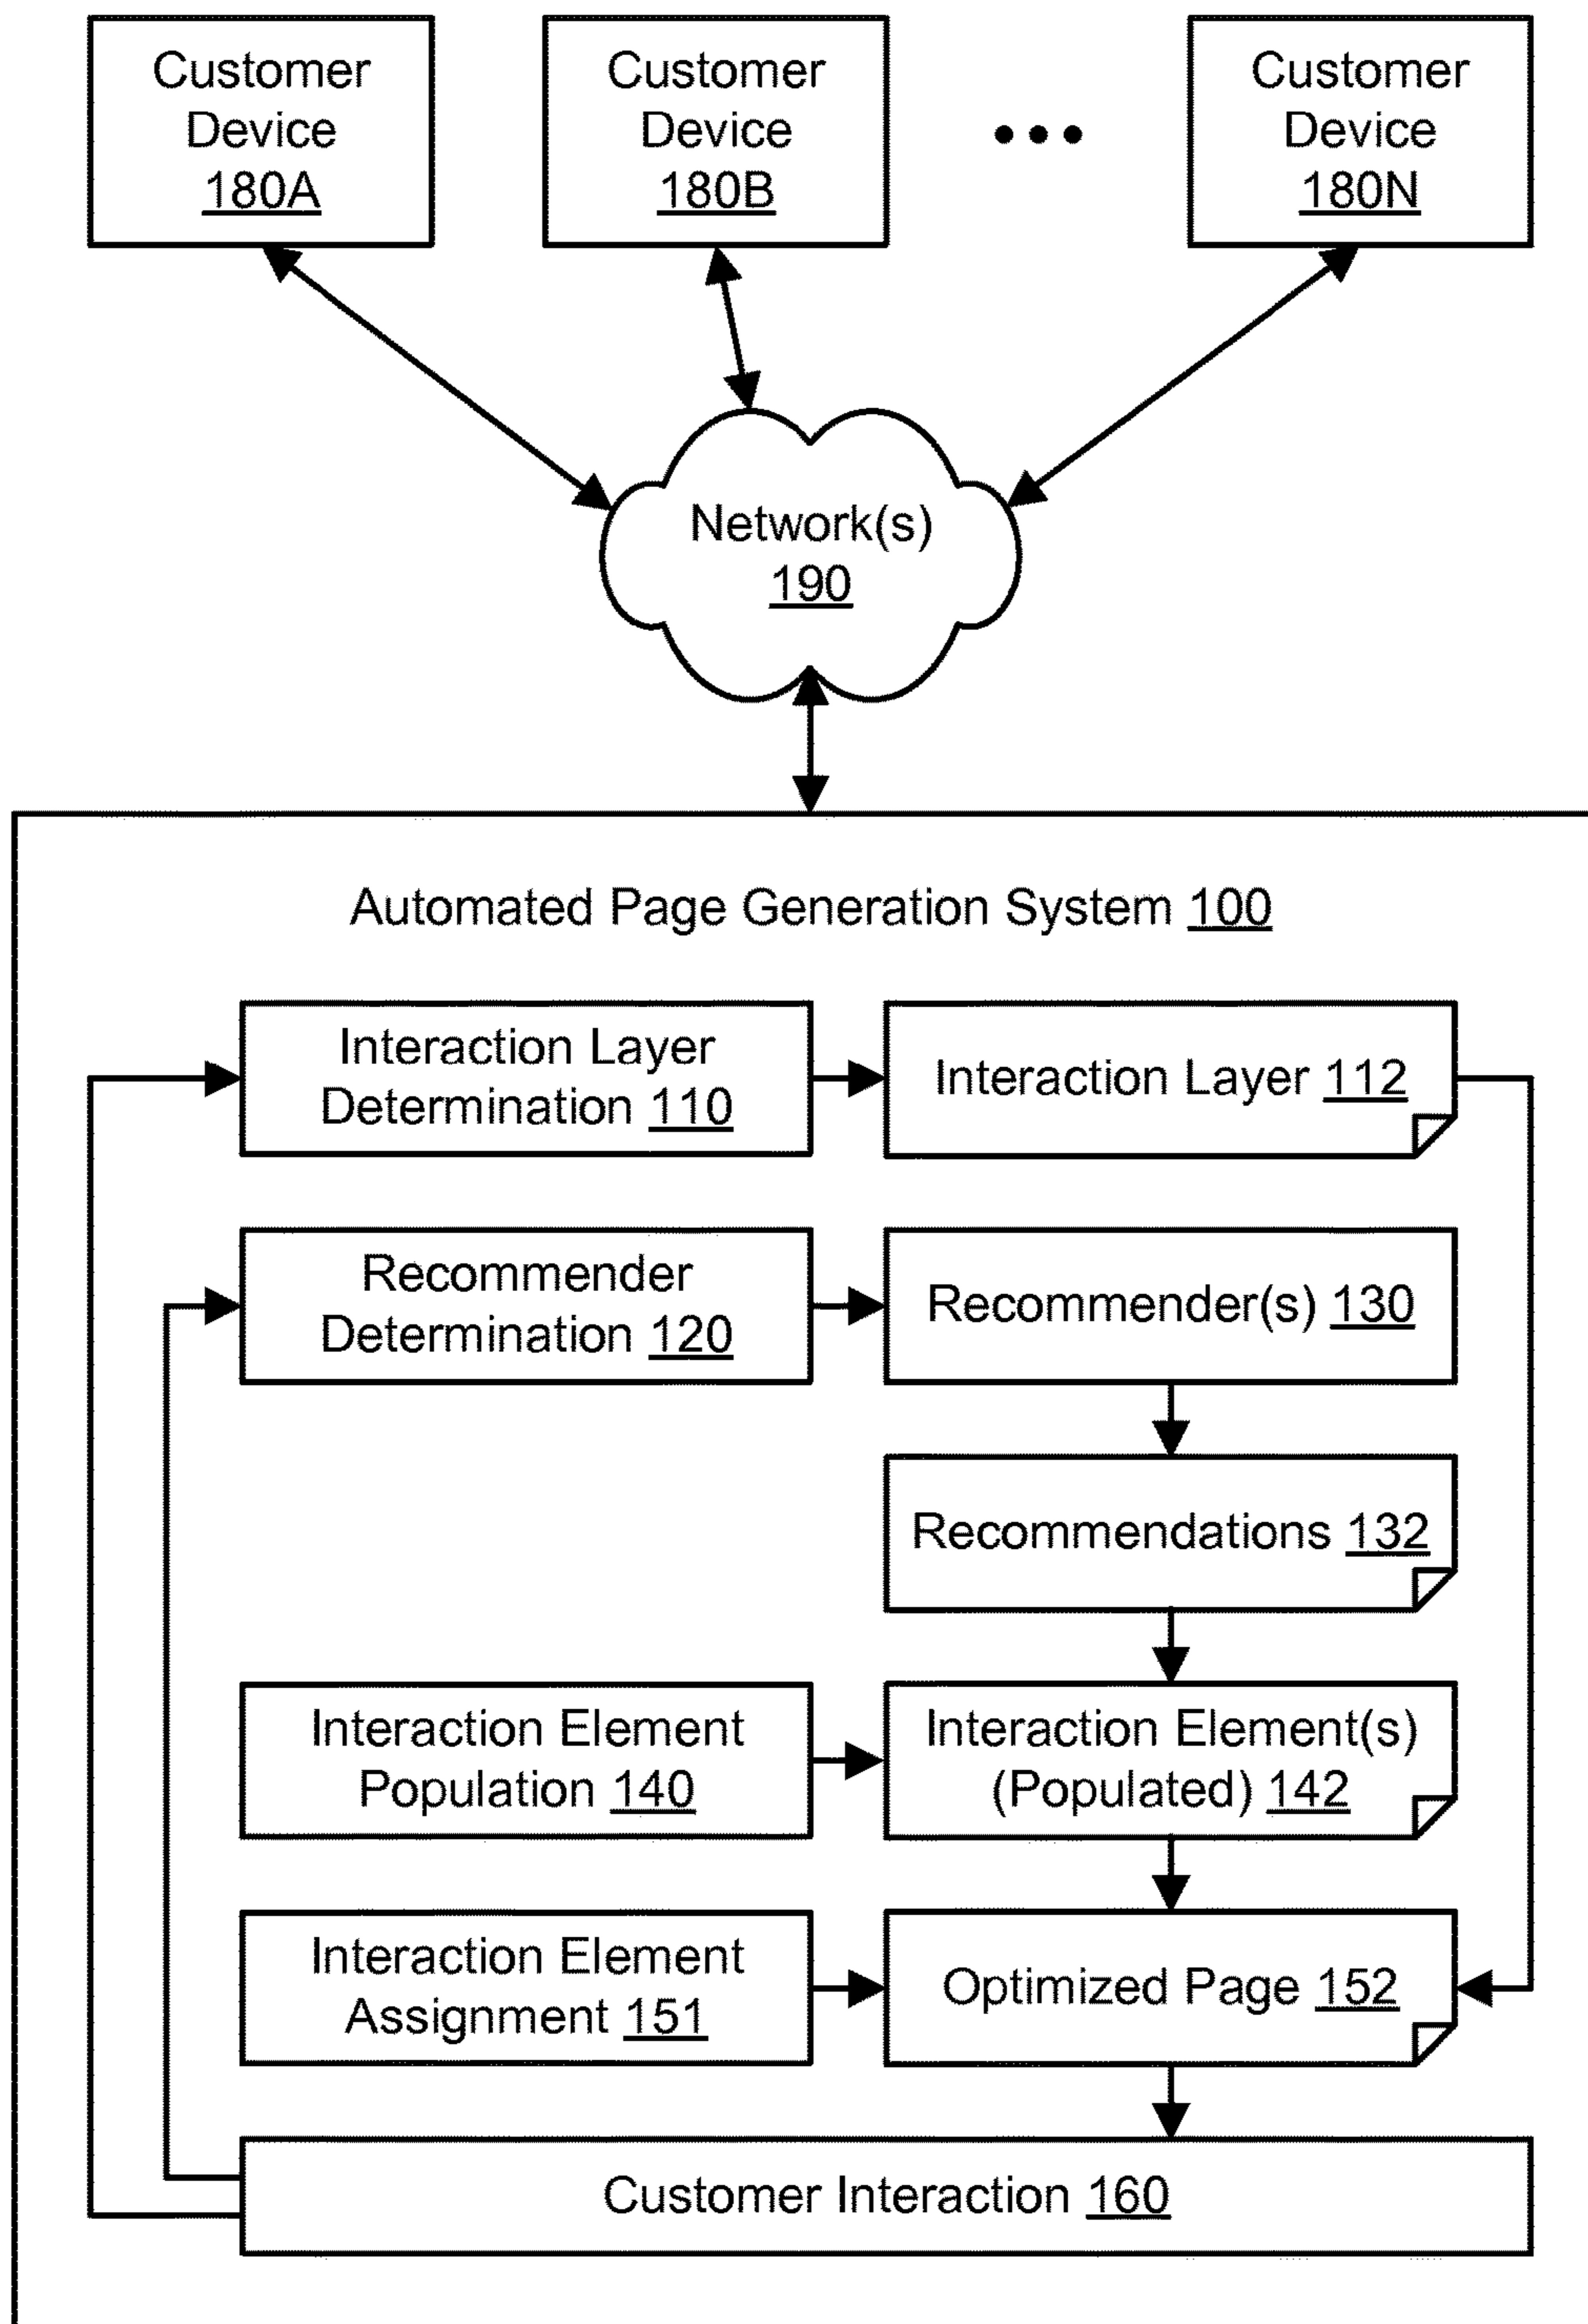 Customer
Device
180A
Customer
Device
180B
Customer
Device
180N
Network(s)
190
Automated Page Generation System 100
Interaction Layer
Determination 110
Interaction Layer 112
Recommender
Determination 120
Recommender(s) 130
Recommendations 132
Interaction Element
Population 140
Interaction Element(s)
(Populated) 142
Interaction Element
Assignment 151
Optimized Page 152
Customer Interaction 160